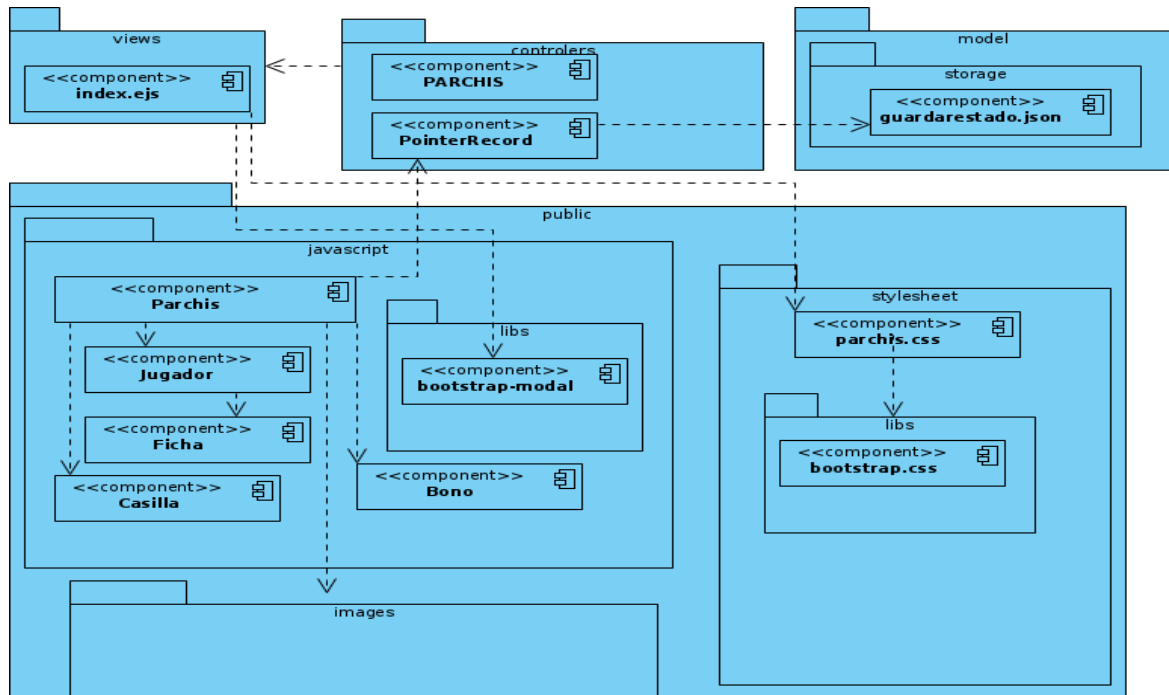 views
<<component>>
index.ejs
controlers
<<component>>
PARCHIS
<<component>>
PointerRecord
model
storage
<<component>>
guardarestado.json
public
javascript
<<component>>
Parchis
<<component>>
Jugador
<<component>>
Ficha
<<component>>
Casilla
libs
<<component>>
bootstrap-modal
<<component>>
Bono
stylesheet
<<component>>
parchis.css
libs
<<component>>
bootstrap.css
images